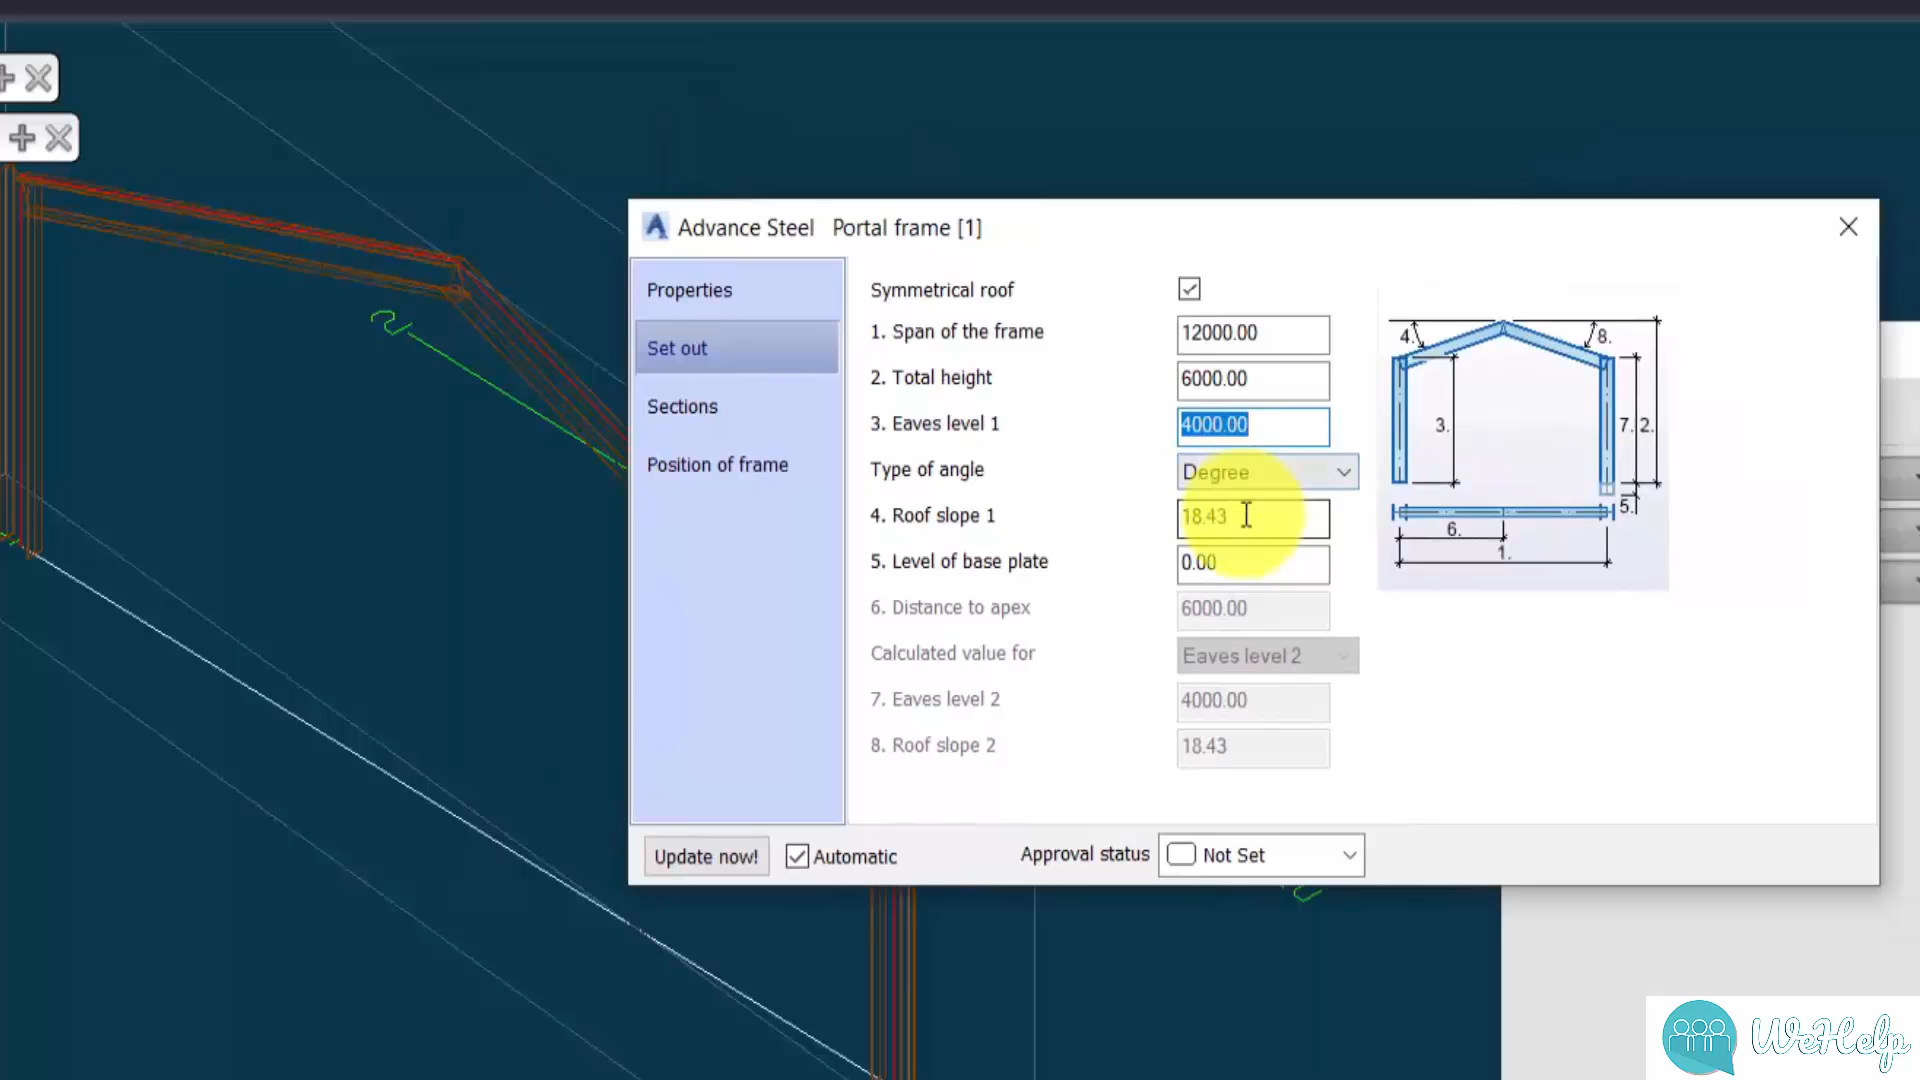 Advance Steel Portal frame [1]
Properties
Set out
Sections
Position of frame
Symmetrical roof
1. Span of the frame 12000.00
2. Total height 6000.00
3. Eaves level 1 4000.00
Type of angle Degree
4. Roof slope 1 18.43
5. Level of base plate 0.00
6. Distance to apex 6000.00
Calculated value for Eaves level 2
7. Eaves level 2 4000.00
8. Roof slope 2 18.43
4. 8.
3. 7. 2.
5.
6.
1.
Update now! Automatic Approval status Not Set
WeHelp